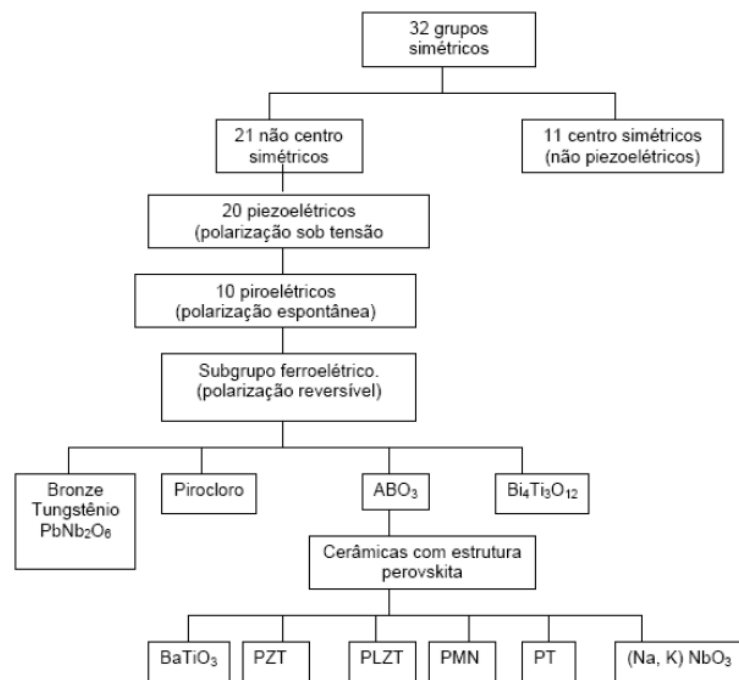 32 grupos
simétricos
21 não centro
simétricos
11 centro simétricos
(não piezoelétricos)
20 piezoelétricos
(polarização sob tensão
10 piroelétricos
(polarização espontânea)
Subgrupo ferroelétrico.
(polarização reversível)
Bronze
Tungstênio
PbNb₂O₆
Pirocloro
ABO₃
Bi₄Ti₃O₁₂
Cerâmicas com estrutura
perovskita
BaTiO₃
PZT
PLZT
PMN
PT
(Na, K) NbO₃